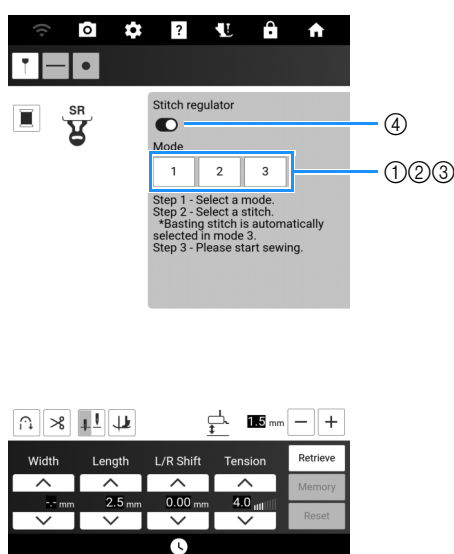 ?
SR
Stitch regulator
④
Mode
1 2 3
①②③
Step 1 - Select a mode.
Step 2 - Select a stitch.
*Basting stitch is automatically
selected in mode 3.
Step 3 - Please start sewing.
1.5 mm − +
Width Length L/R Shift Tension Retrieve
-.- mm 2.5 mm 0.00 mm 4.0 Memory
Reset